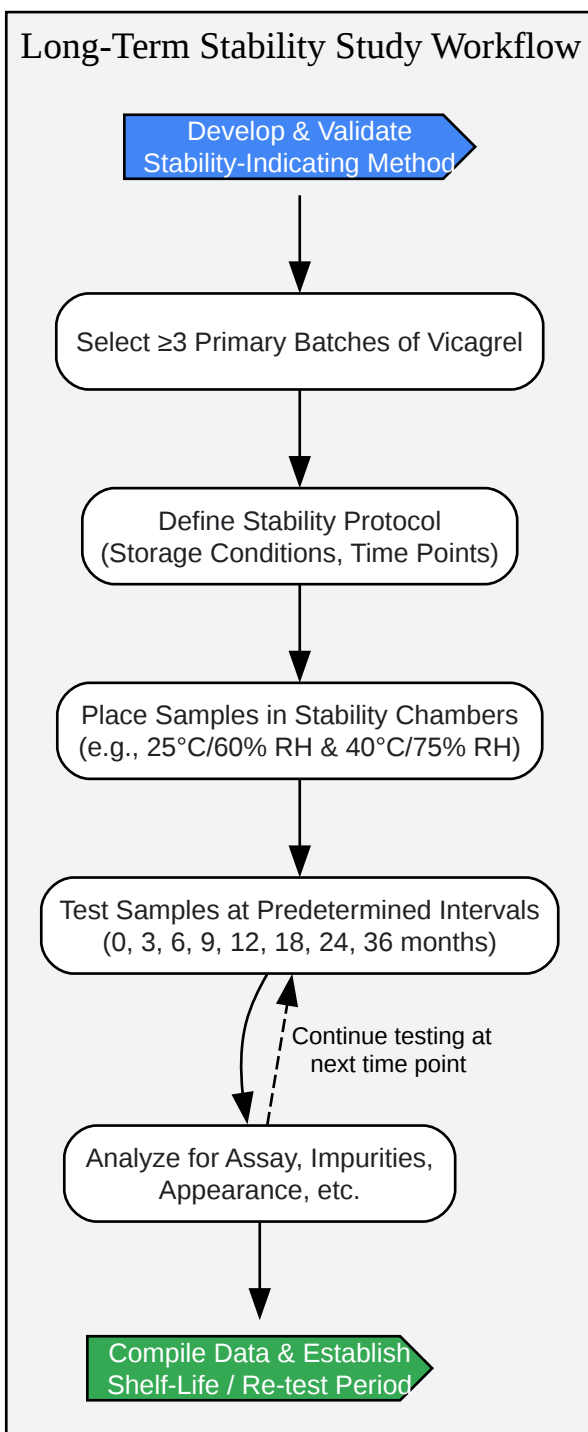 Long-Term Stability Study Workflow
Develop & Validate
Stability-Indicating Method
Select ≥3 Primary Batches of Vicagrel
Define Stability Protocol
(Storage Conditions, Time Points)
Place Samples in Stability Chambers
(e.g., 25°C/60% RH & 40°C/75% RH)
Test Samples at Predetermined Intervals
(0, 3, 6, 9, 12, 18, 24, 36 months)
Continue testing at
next time point
Analyze for Assay, Impurities,
Appearance, etc.
Compile Data & Establish
Shelf-Life / Re-test Period